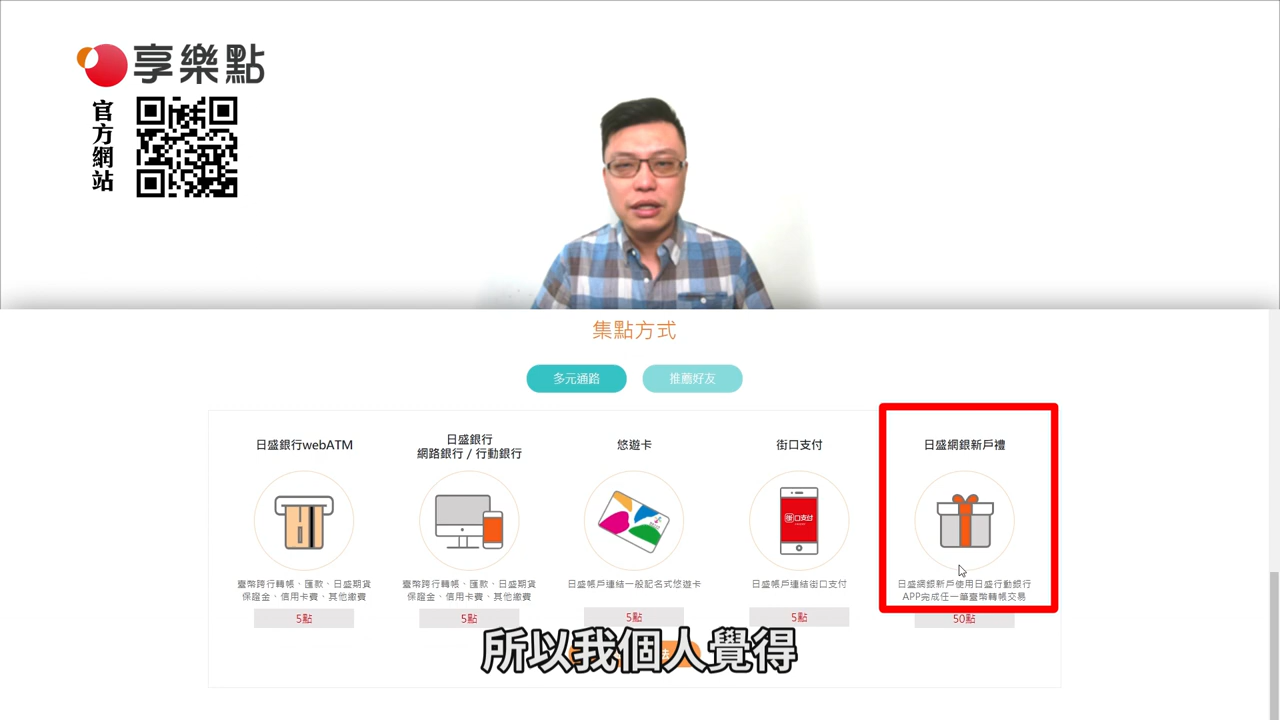 享樂點
官方網站
集點方式
多元通路
推薦好友
日盛銀行webATM
臺幣跨行轉帳、匯款、日盛期貨
保證金、信用卡費、其他繳費
5點
日盛銀行
網路銀行 / 行動銀行
臺幣跨行轉帳、匯款、日盛期貨
保證金、信用卡費、其他繳費
5點
悠遊卡
日盛帳戶連結一般記名式悠遊卡
5點
街口支付
街口支付
日盛帳戶連結街口支付
5點
日盛網銀新戶禮
日盛網銀新戶使用日盛行動銀行
APP完成任一筆臺幣轉帳交易
50點
所以我個人覺得